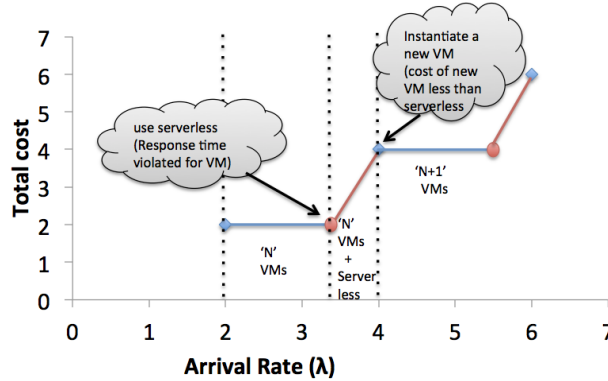 7
6
5
4
3
2
1
0
Total cost
Instantiate a
new VM
(cost of new
VM less than
serverless
use serverless
(Response time
violated for VM)
‘N’
VMs
‘N’
VMs
+
Server
less
‘N+1’
VMs
0 1 2 3 4 5 6 7
Arrival Rate (λ)